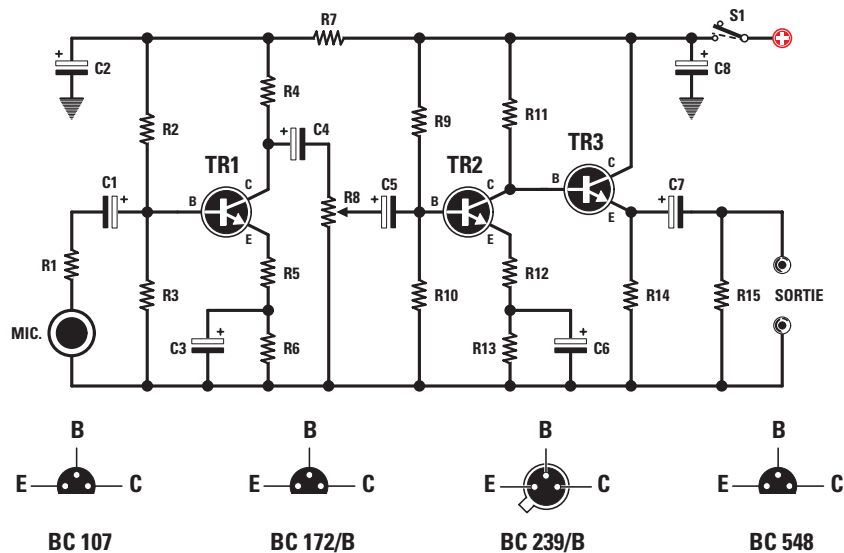 R7
S1
C2
R4
C8
R2
C4
R9
R11
TR1
TR2
TR3
C1
C
B
E
R8
C5
B
C
E
B
C
E
C7
R1
R3
R5
R10
R12
R14
R15
SORTIE
MIC.
C3
R6
R13
C6
B
B
B
B
E C
E C
E C
E C
BC 107
BC 172/B
BC 239/B
BC 548